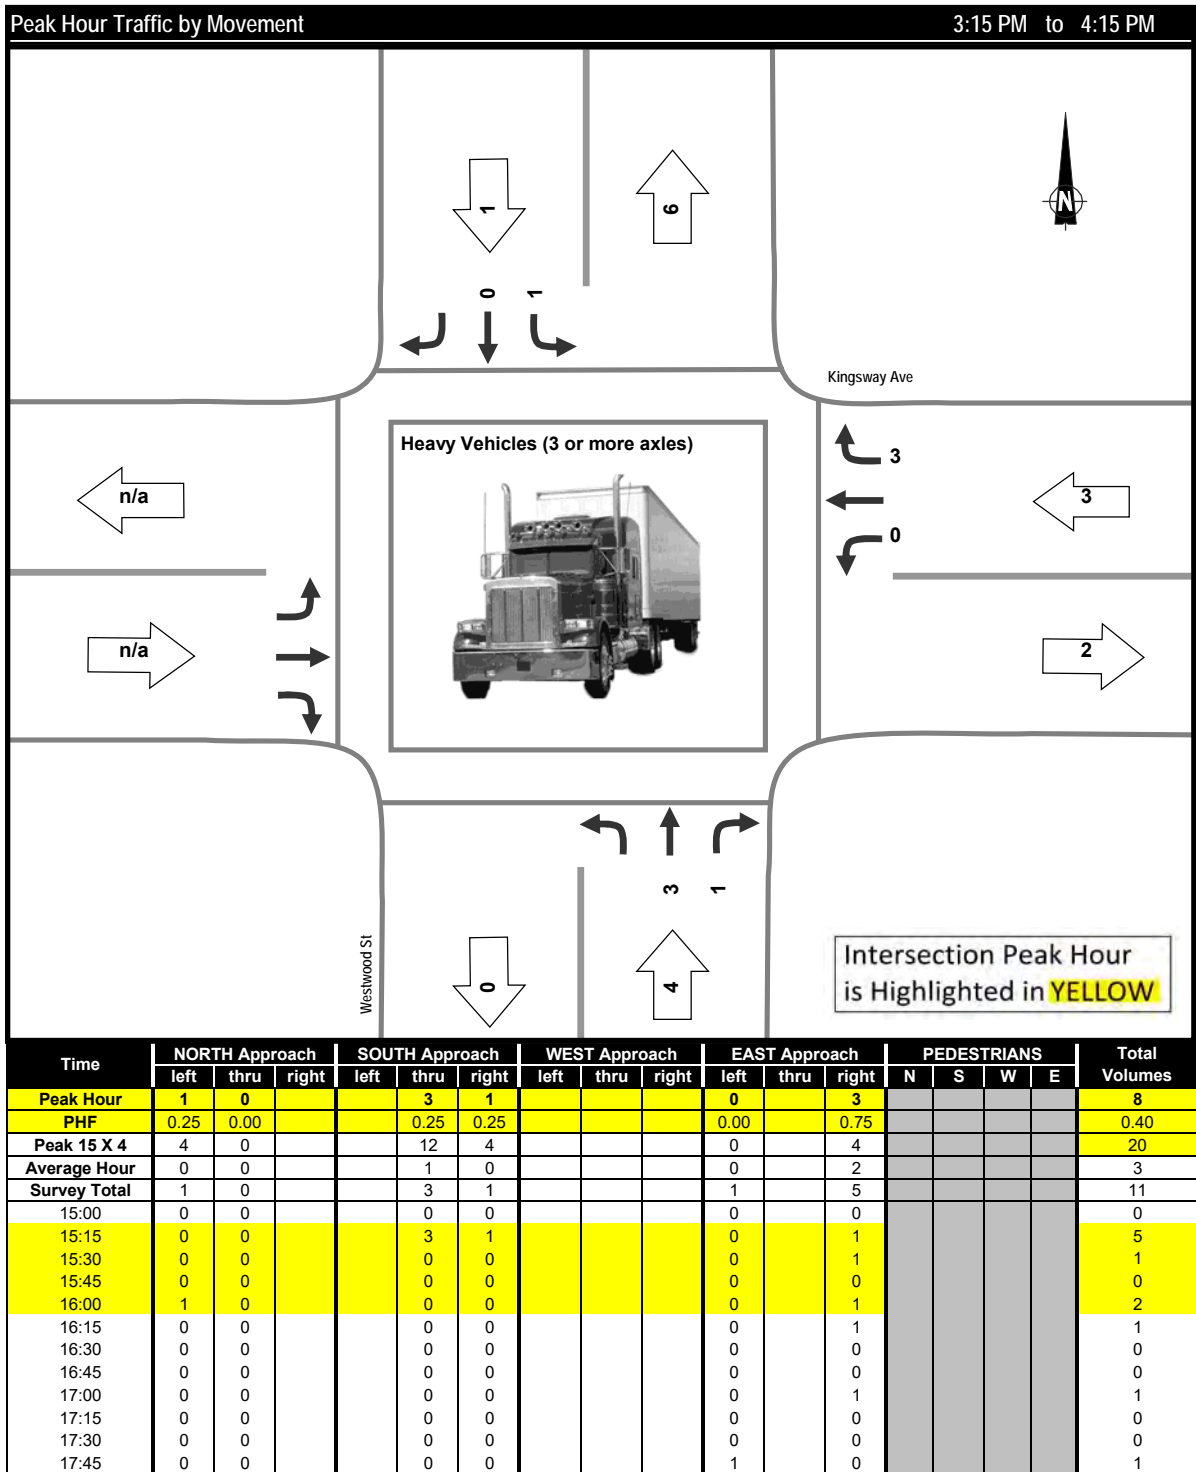 Peak Hour Traffic by Movement 3:15 PM to 4:15 PM
1 6
N
0 1
Kingsway Ave
Heavy Vehicles (3 or more axles)
3
n/a 3
0
n/a 2
3 1
Westwood St
0 4
Intersection Peak Hour
is Highlighted in YELLOW
Time NORTH Approach SOUTH Approach WEST Approach EAST Approach PEDESTRIANS Total Volumes
left thru right left thru right left thru right left thru right N S W E
Peak Hour 1 0 3 1 0 3 8
PHF 0.25 0.00 0.25 0.25 0.00 0.75 0.40
Peak 15 X 4 4 0 12 4 0 4 20
Average Hour 0 0 1 0 0 2 3
Survey Total 1 0 3 1 1 5 11
15:00 0 0 0 0 0 0 0
15:15 0 0 3 1 0 1 5
15:30 0 0 0 0 0 1 1
15:45 0 0 0 0 0 0 0
16:00 1 0 0 0 0 1 2
16:15 0 0 0 0 0 1 1
16:30 0 0 0 0 0 0 0
16:45 0 0 0 0 0 0 0
17:00 0 0 0 0 0 1 1
17:15 0 0 0 0 0 0 0
17:30 0 0 0 0 0 0 0
17:45 0 0 0 0 1 0 1